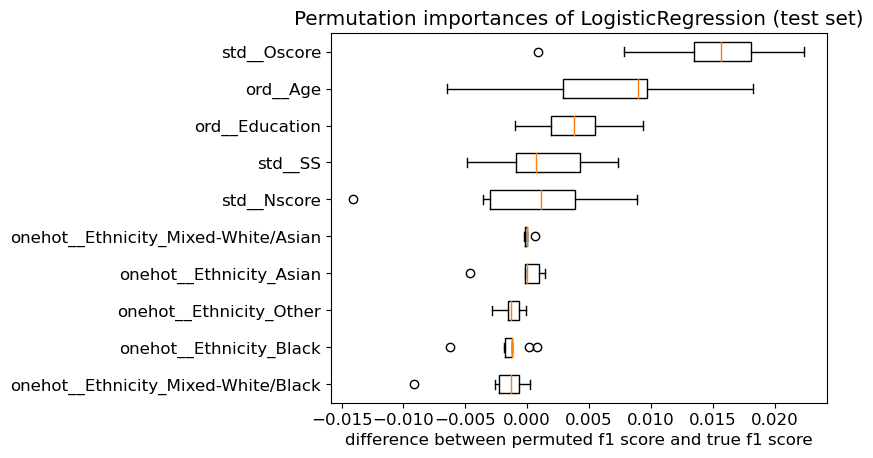 Permutation importances of LogisticRegression (test set)
std__Oscore
ord__Age
ord__Education
std__SS
std__Nscore
onehot__Ethnicity_Mixed-White/Asian
onehot__Ethnicity_Asian
onehot__Ethnicity_Other
onehot__Ethnicity_Black
onehot__Ethnicity_Mixed-White/Black
−0.015 −0.010 −0.005 0.000 0.005 0.010 0.015 0.020
difference between permuted f1 score and true f1 score